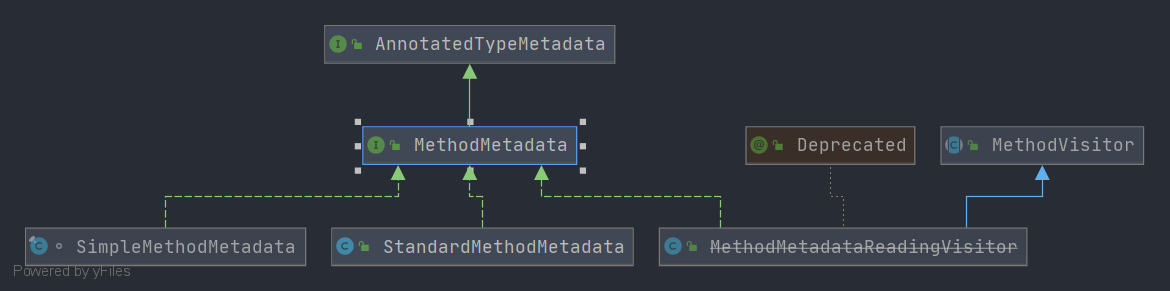 AnnotatedTypeMetadata
MethodMetadata
Deprecated
MethodVisitor
SimpleMethodMetadata
StandardMethodMetadata
MethodMetadataReadingVisitor
Powered by yFiles